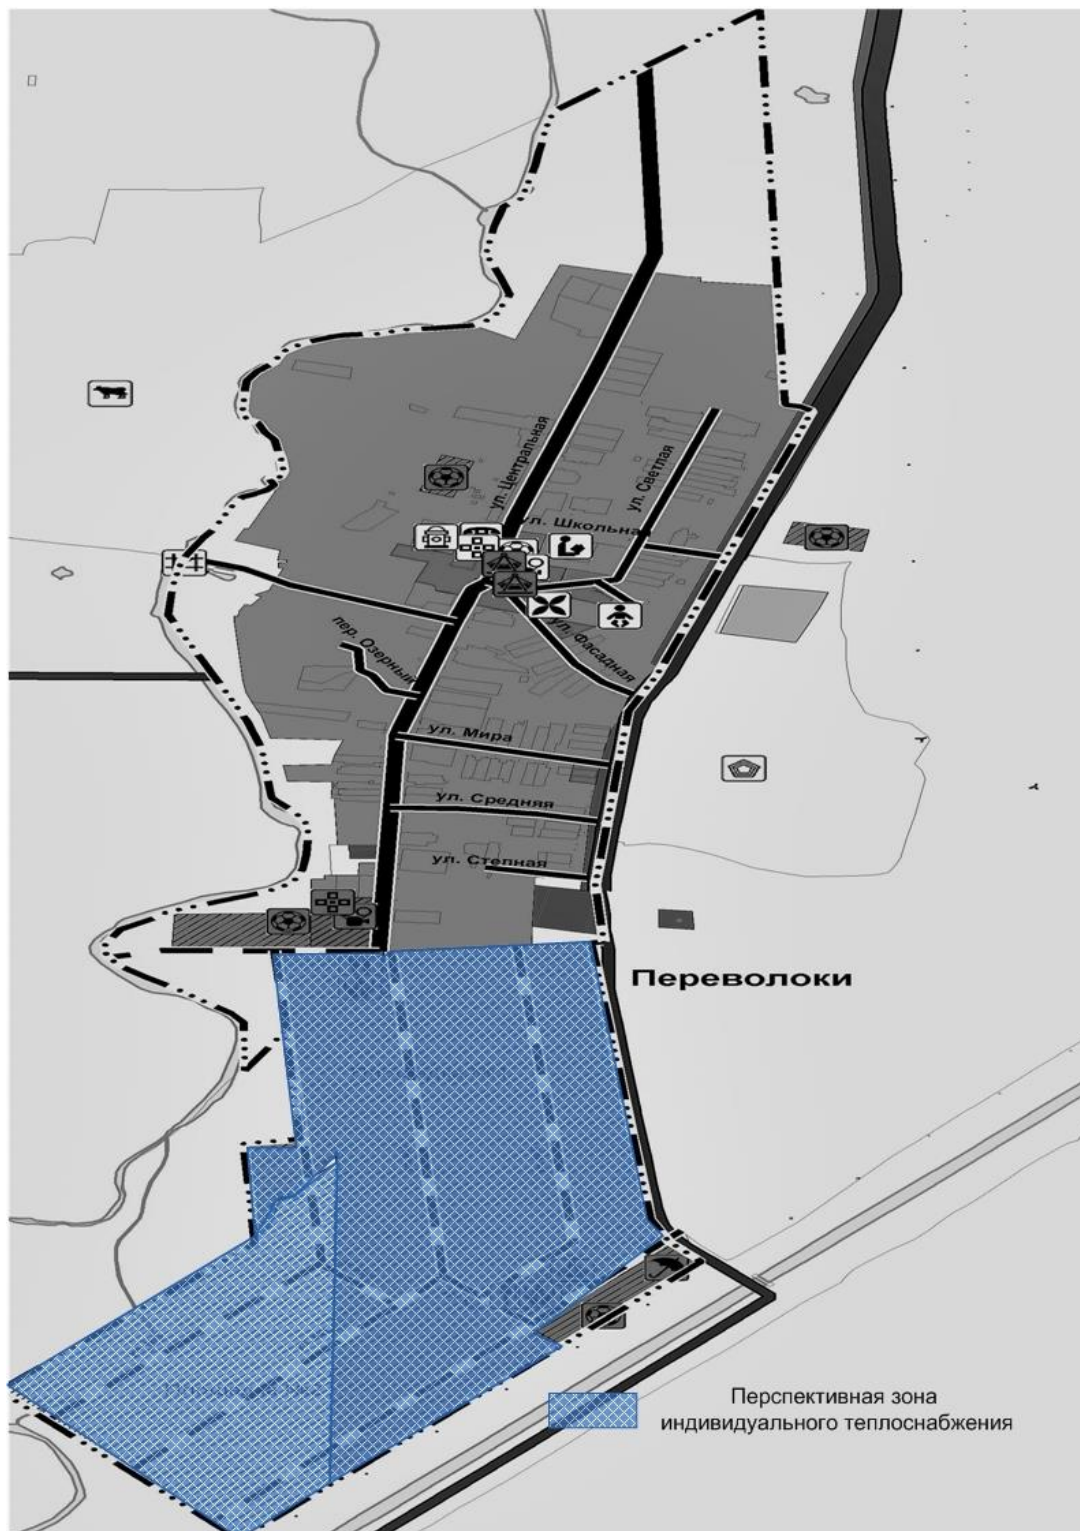 ул. Центральная
ул. Светлая
ул. Школьна
пер. Озерный
ул. Фасадная
ул. Мира
ул. Средняя
ул. Степная
Переволоки
Перспективная зона
индивидуального теплоснабжения